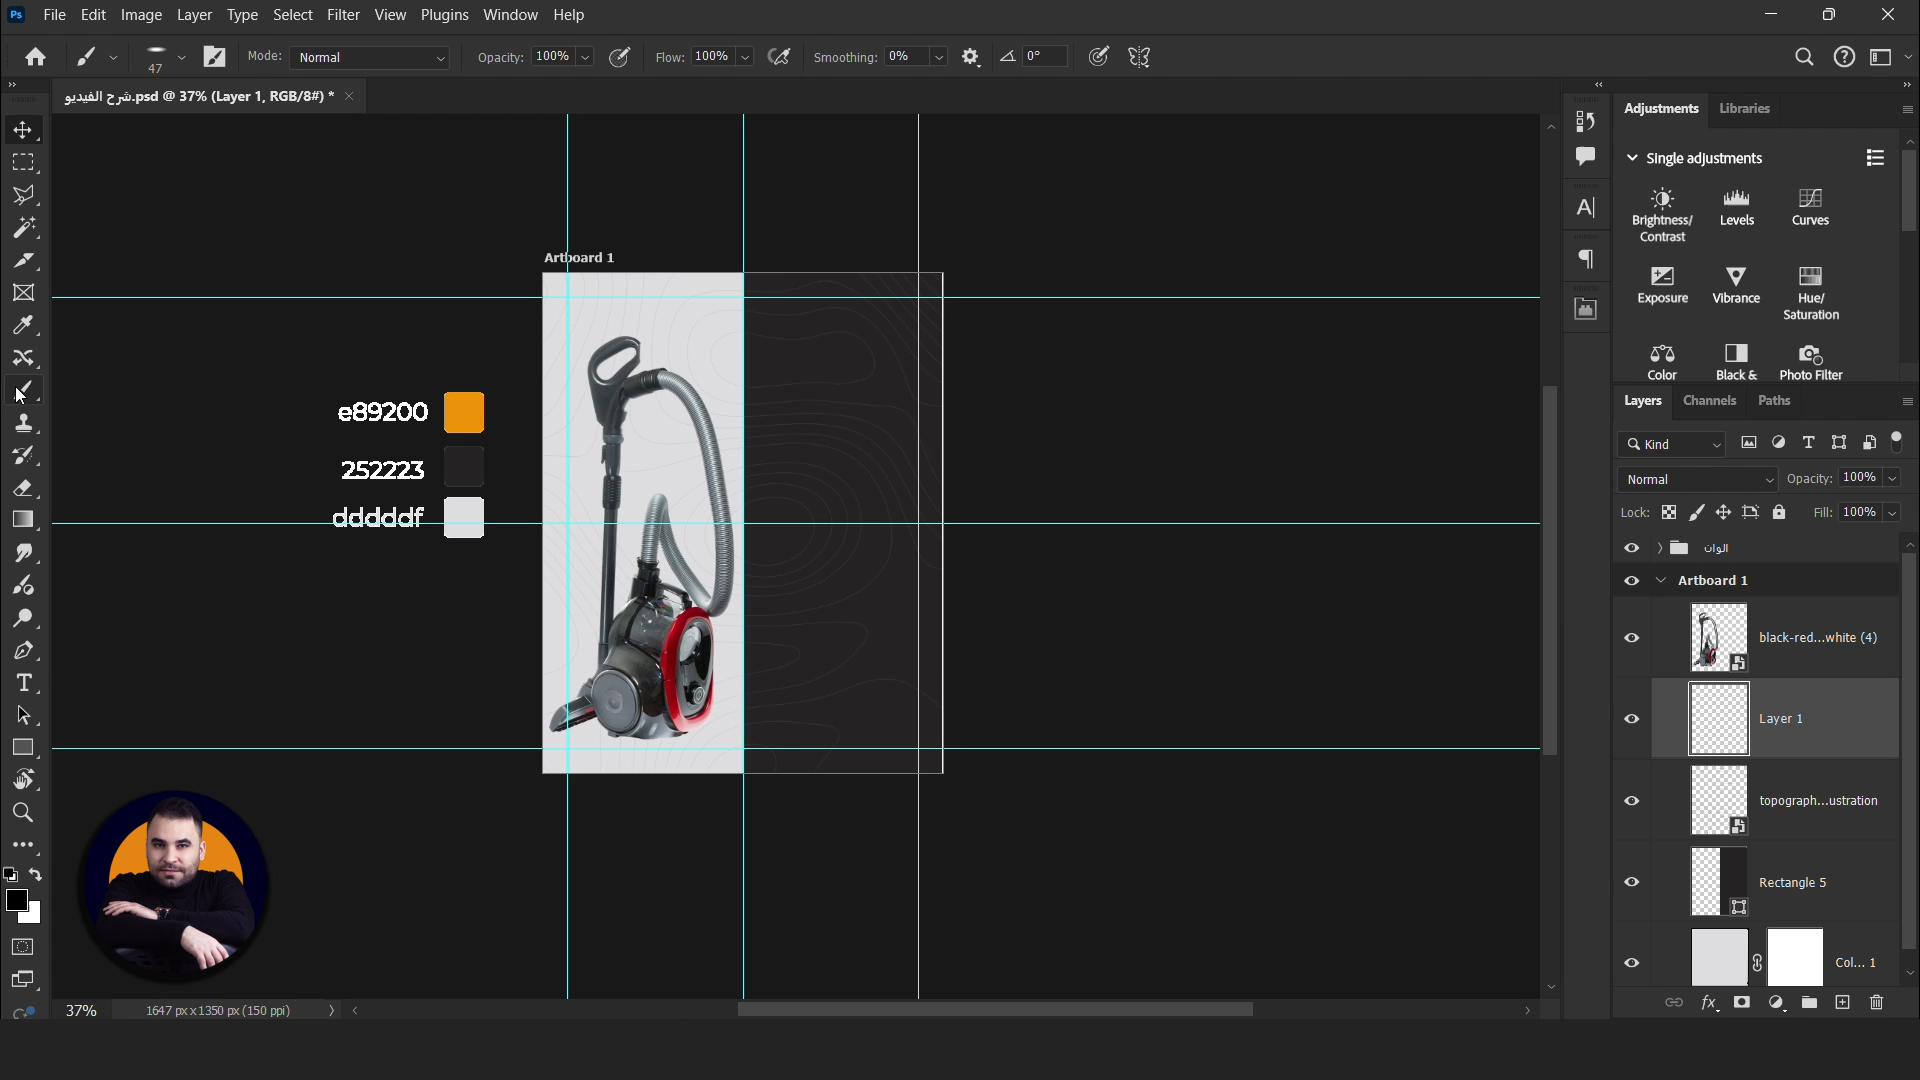 Ps File Edit Image Layer Type Select Filter View Plugins Window Help
47 Mode: Normal Opacity: 100% Flow: 100% Smoothing: 0% 0°
شرح الفيديو.psd @ 37% (Layer 1, RGB/8#) *
Adjustments Libraries
Single adjustments
Brightness/
Contrast
Levels
Curves
Exposure
Vibrance
Hue/
Saturation
Color
Black &
Photo Filter
Artboard 1
e89200
252223
dddddf
Layers Channels Paths
Kind
Normal Opacity: 100%
Lock: Fill: 100%
الوان
Artboard 1
black-red...white (4)
Layer 1
topograph...ustration
Rectangle 5
Col... 1
37% 1647 px x 1350 px (150 ppi)